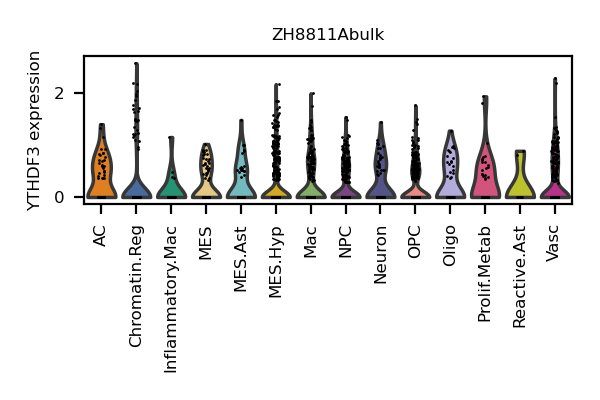 ZH8811Abulk
YTHDF3 expression
2
0
AC
Chromatin.Reg
Inflammatory.Mac
MES
MES.Ast
MES.Hyp
Mac
NPC
Neuron
OPC
Oligo
Prolif.Metab
Reactive.Ast
Vasc